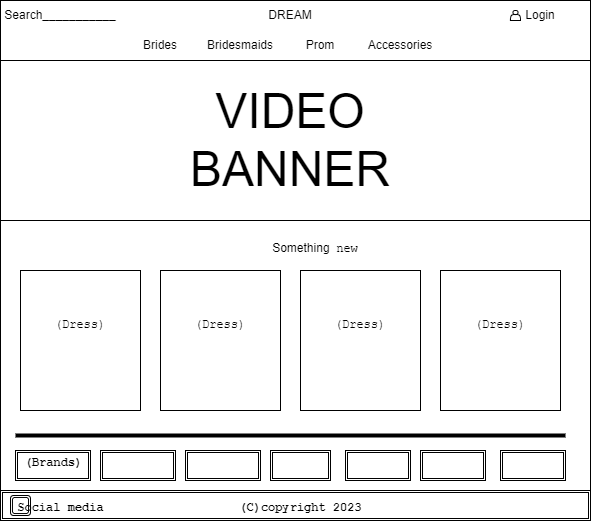 Search___________ DREAM Login
Brides Bridesmaids Prom Accessories
VIDEO
BANNER
Something new
(Dress) (Dress) (Dress) (Dress)
(Brands)
Social media (C)copyright 2023